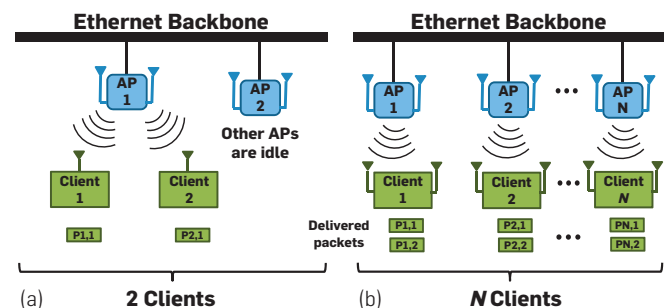 Ethernet Backbone
AP
1
AP
2
Other APs
are idle
Client
1
Client
2
P1,1
P2,1
(a)
2 Clients
Ethernet Backbone
AP
1
AP
2
•••
AP
N
Client
1
Client
2
•••
Client
N
Delivered
packets
P1,1
P1,2
P2,1
P2,2
•••
PN,1
PN,2
(b)
N Clients